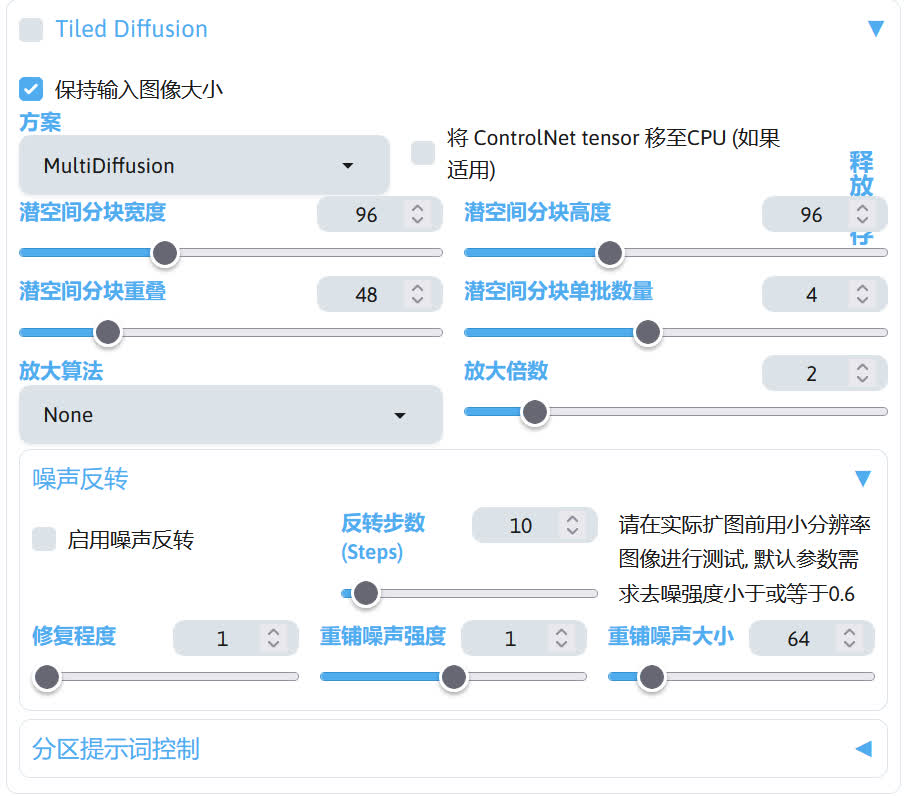 Tiled Diffusion
保持输入图像大小
方案
MultiDiffusion
将 ControlNet tensor 移至CPU (如果
适用)
释
放
存
潜空间分块宽度
96
潜空间分块高度
96
潜空间分块重叠
48
潜空间分块单批数量
4
放大算法
None
放大倍数
2
噪声反转
启用噪声反转
反转步数
(Steps)
10
请在实际扩图前用小分辨率
图像进行测试, 默认参数需
求去噪强度小于或等于0.6
修复程度
1
重铺噪声强度
1
重铺噪声大小
64
分区提示词控制